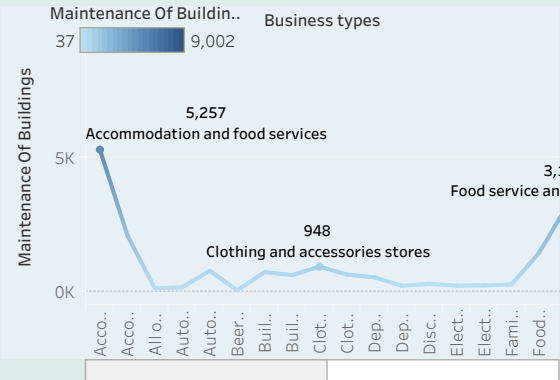 Maintenance Of Buildin..
37
9,002
Business types
Maintenance Of Buildings
5,257
Accommodation and food services
5K
3,1
Food service an
948
Clothing and accessories stores
0K
Acco..
Acco..
All o..
Auto..
Auto..
Beer..
Buil..
Buil..
Clot..
Clot..
Dep..
Dep..
Disc..
Elect..
Elect..
Fami..
Food..